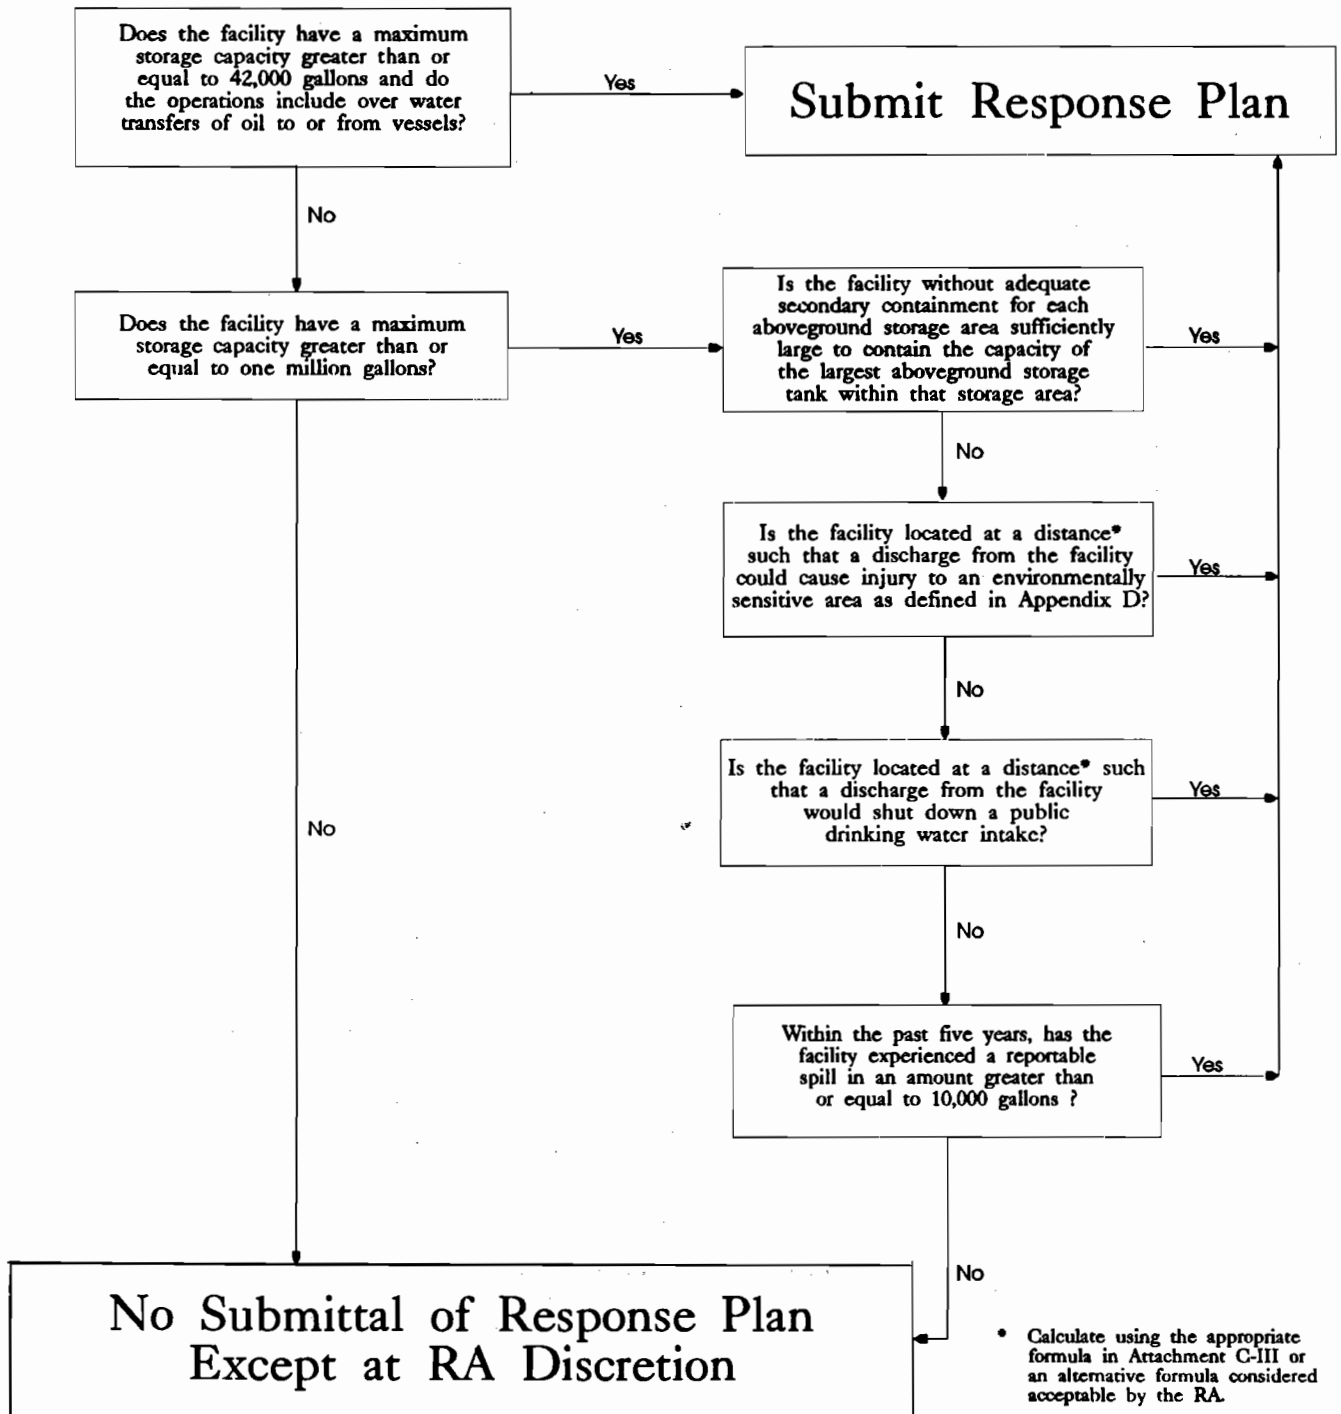 Does the facility have a maximum
storage capacity greater than or
equal to 42,000 gallons and do
the operations include over water
transfers of oil to or from vessels?
Yes
Submit Response Plan
No
Does the facility have a maximum
storage capacity greater than or
equal to one million gallons?
Yes
Is the facility without adequate
secondary containment for each
aboveground storage area sufficiently
large to contain the capacity of
the largest aboveground storage
tank within that storage area?
Yes
No
Is the facility located at a distance*
such that a discharge from the facility
could cause injury to an environmentally
sensitive area as defined in Appendix D?
Yes
No
Is the facility located at a distance* such
that a discharge from the facility
would shut down a public
drinking water intake?
Yes
No
No
Within the past five years, has the
facility experienced a reportable
spill in an amount greater than
or equal to 10,000 gallons ?
Yes
No
No Submittal of Response Plan
Except at RA Discretion
* Calculate using the appropriate
formula in Attachment C-III or
an alternative formula considered
acceptable by the RA.